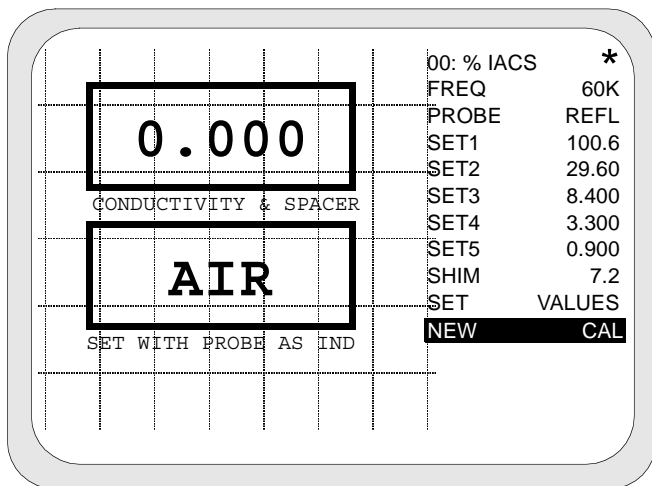 0.000
CONDUCTIVITY & SPACER
AIR
SET WITH PROBE AS IND
00: % IACS *
FREQ 60K
PROBE REFL
SET1 100.6
SET2 29.60
SET3 8.400
SET4 3.300
SET5 0.900
SHIM 7.2
SET VALUES
NEW CAL